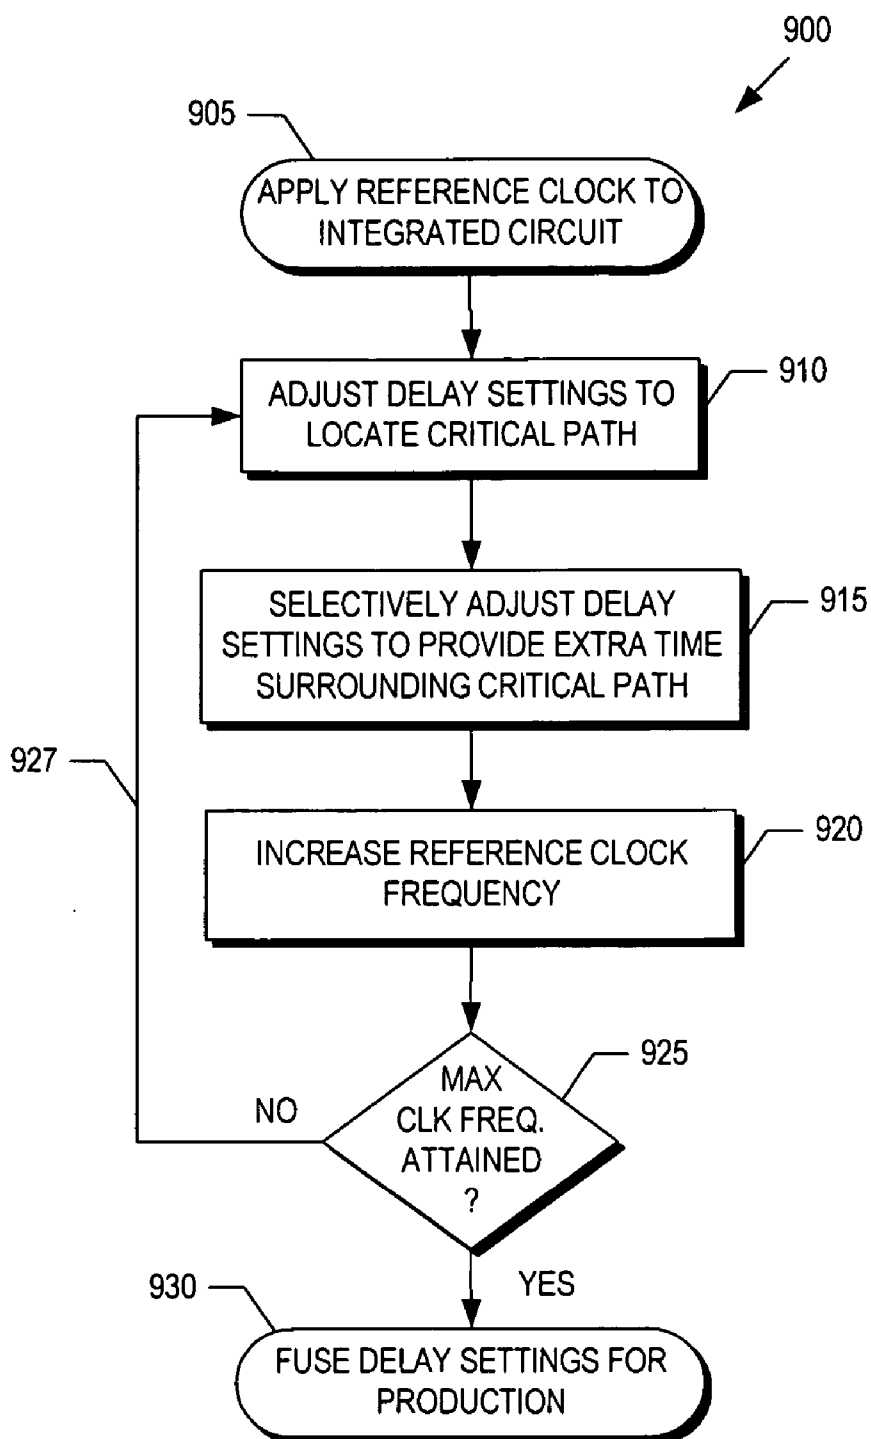 900
905
APPLY REFERENCE CLOCK TO
INTEGRATED CIRCUIT
910
ADJUST DELAY SETTINGS TO
LOCATE CRITICAL PATH
915
SELECTIVELY ADJUST DELAY
SETTINGS TO PROVIDE EXTRA TIME
SURROUNDING CRITICAL PATH
927
920
INCREASE REFERENCE CLOCK
FREQUENCY
925
MAX
CLK FREQ.
ATTAINED
?
NO
YES
930
FUSE DELAY SETTINGS FOR
PRODUCTION